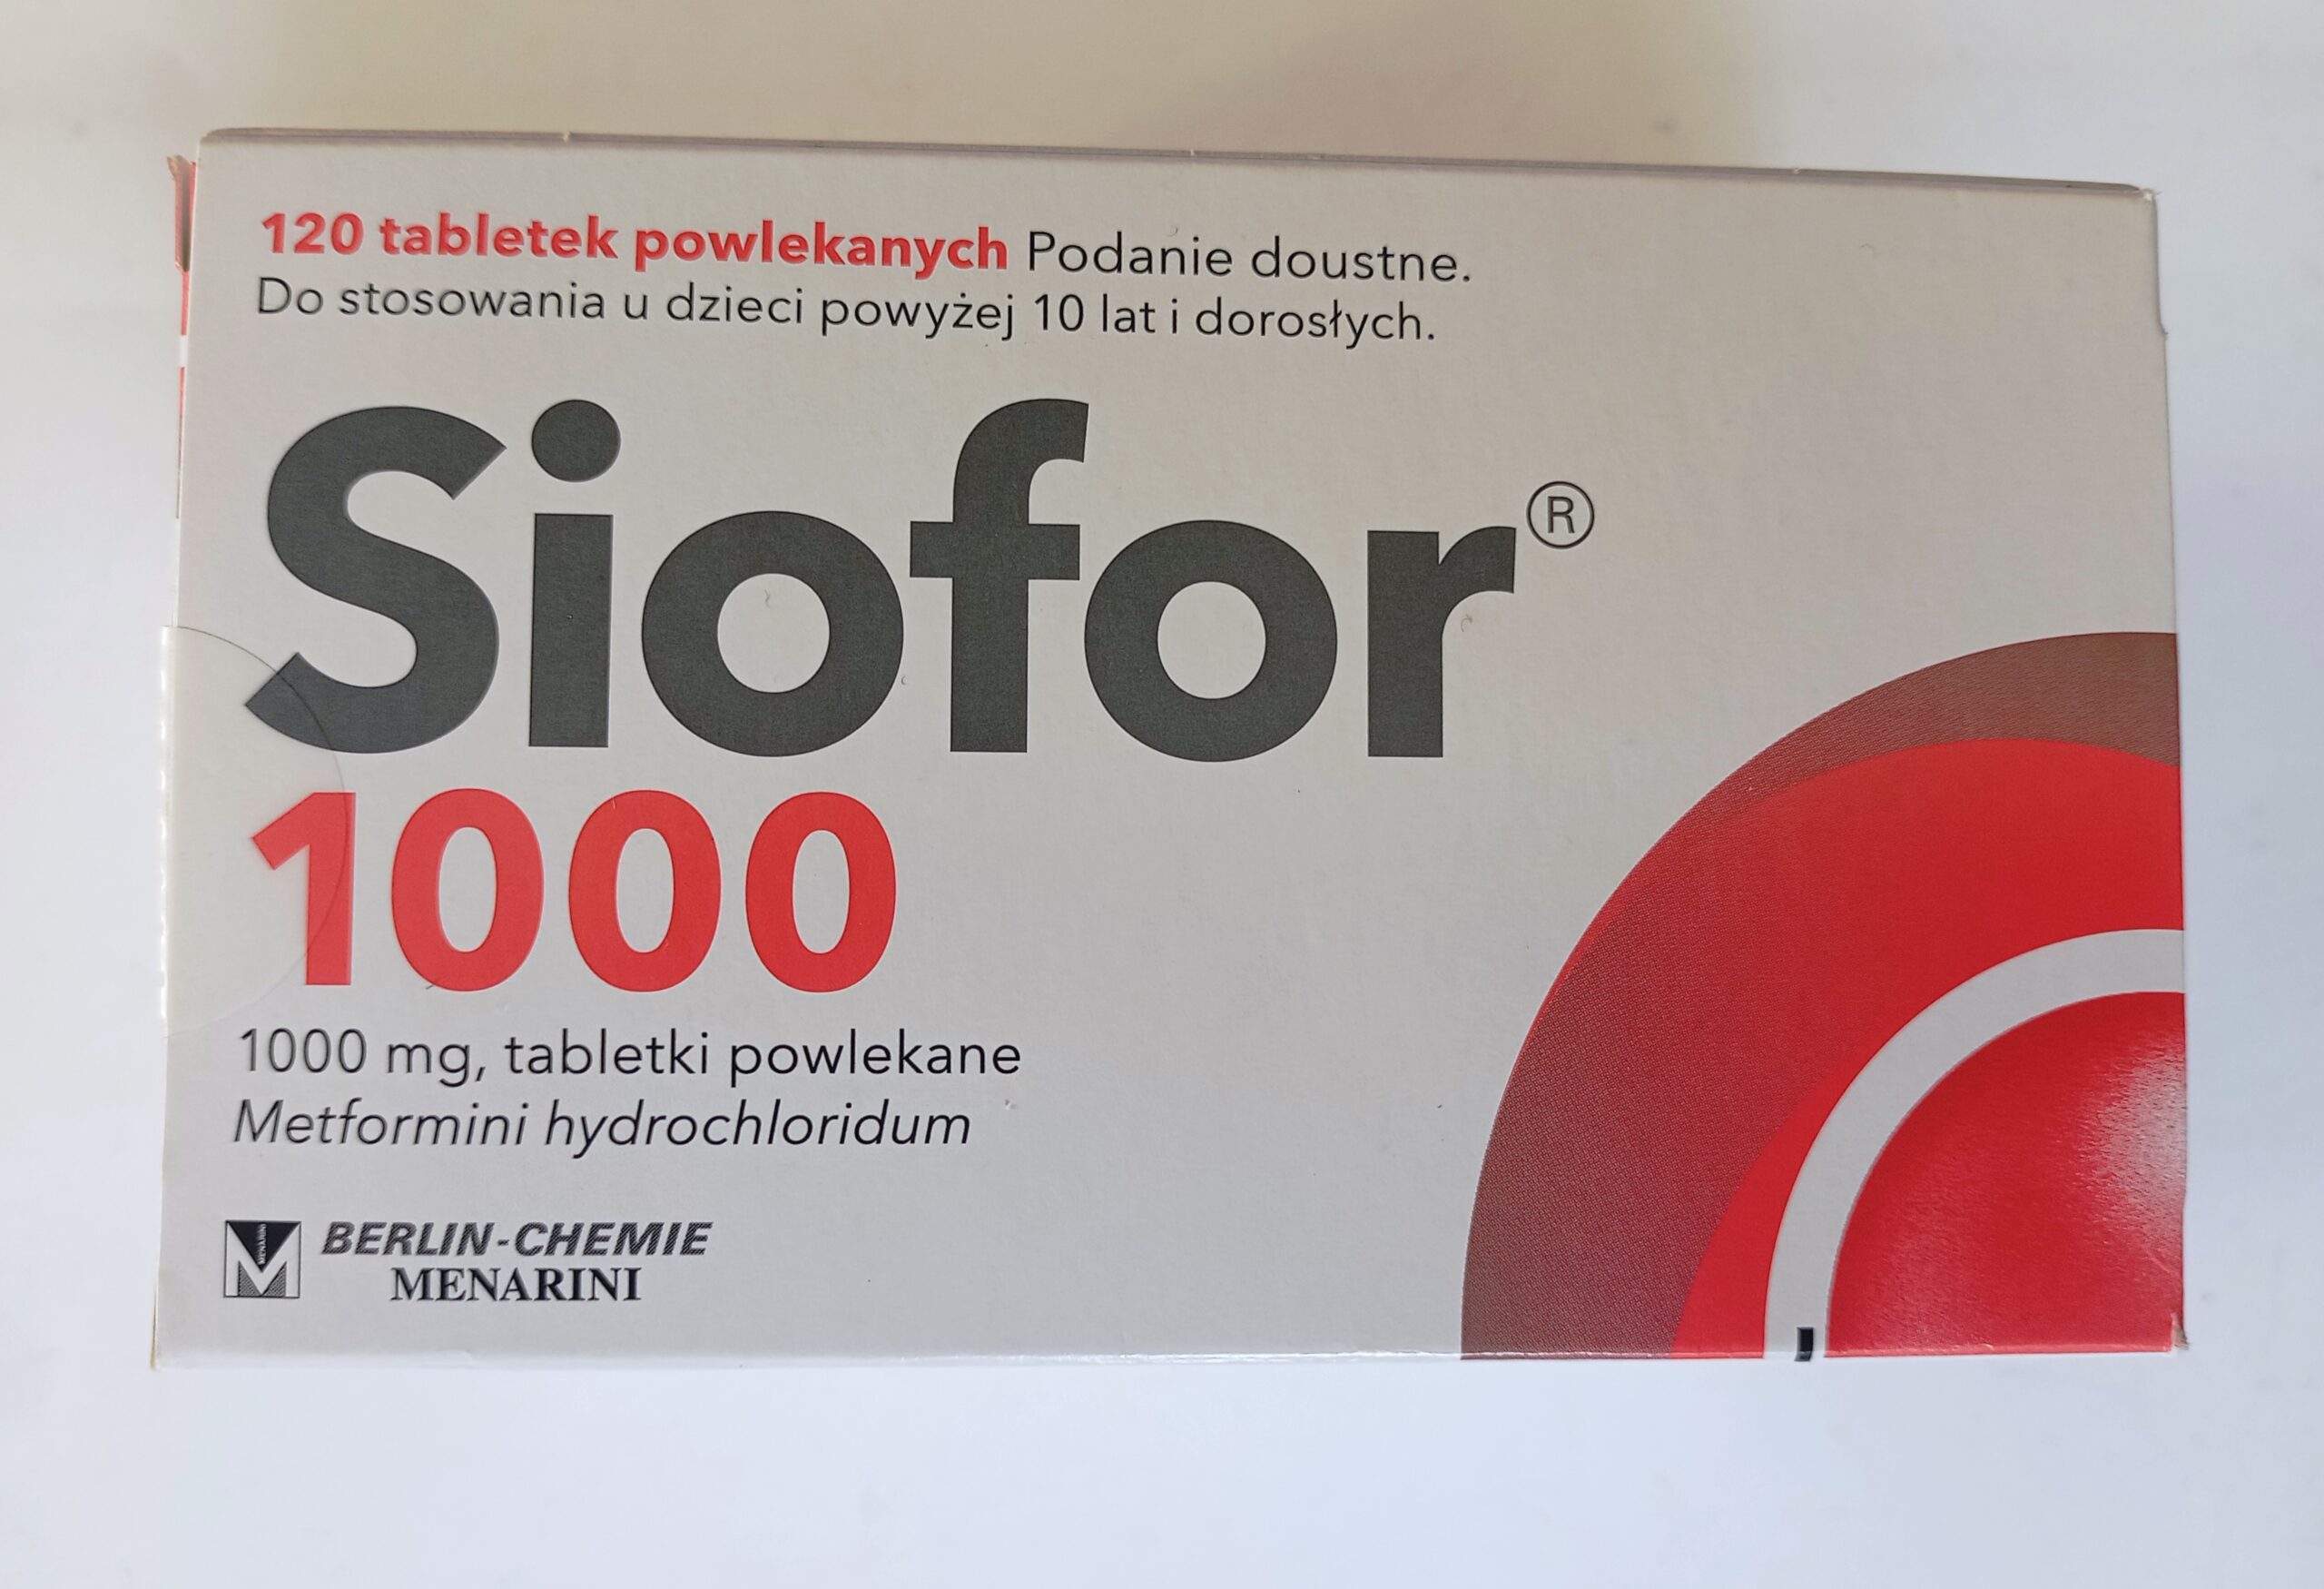 120 tabletek powlekanych Podanie doustne.
Do stosowania u dzieci powyżej 10 lat i dorosłych.
Siofor®
1000
1000 mg, tabletki powlekane
Metformini hydrochloridum
MENARINI
BERLIN-CHEMIE
MENARINI